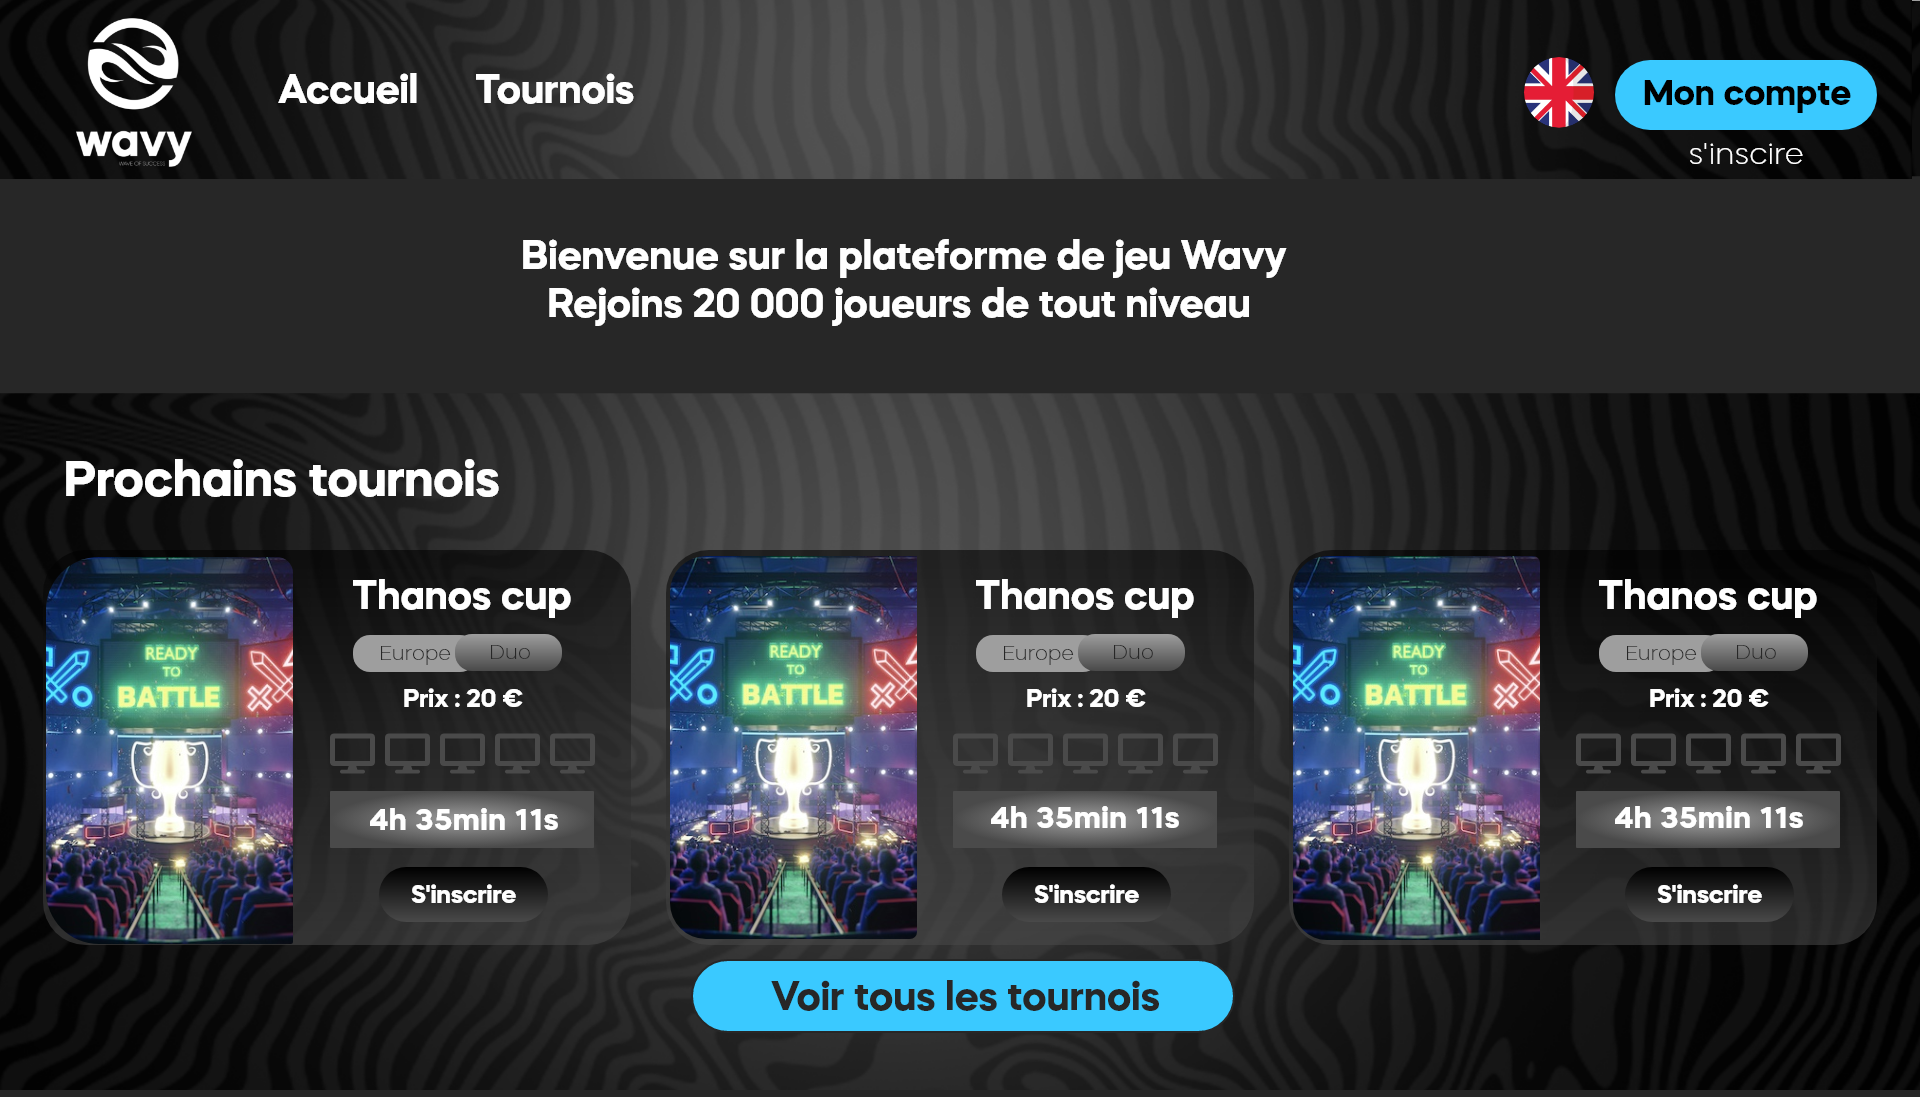 wavy
WAVE OF SUCCESS
Accueil
Tournois
Mon compte
s'inscire
Bienvenue sur la plateforme de jeu Wavy
Rejoins 20 000 joueurs de tout niveau
Prochains tournois
READY
TO
BATTLE
Thanos cup
Europe
Duo
Prix : 20 €
4h 35min 11s
S'inscrire
READY
TO
BATTLE
Thanos cup
Europe
Duo
Prix : 20 €
4h 35min 11s
S'inscrire
READY
TO
BATTLE
Thanos cup
Europe
Duo
Prix : 20 €
4h 35min 11s
S'inscrire
Voir tous les tournois